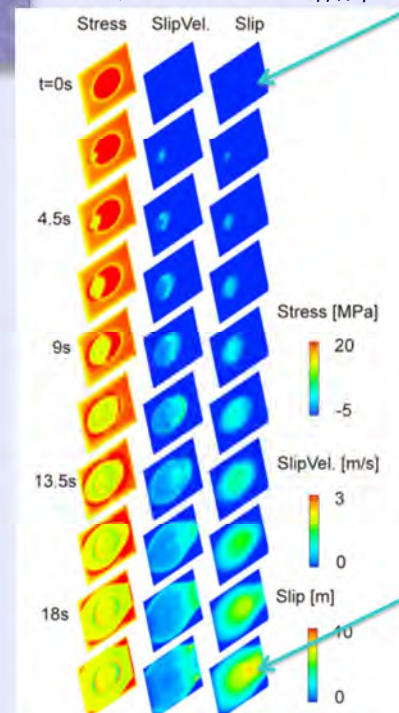 Stress SlipVel. Slip
t=0s
4.5s
9s
13.5s
18s
Stress [MPa]
20
-5
SlipVel. [m/s]
3
0
Slip [m]
10
0